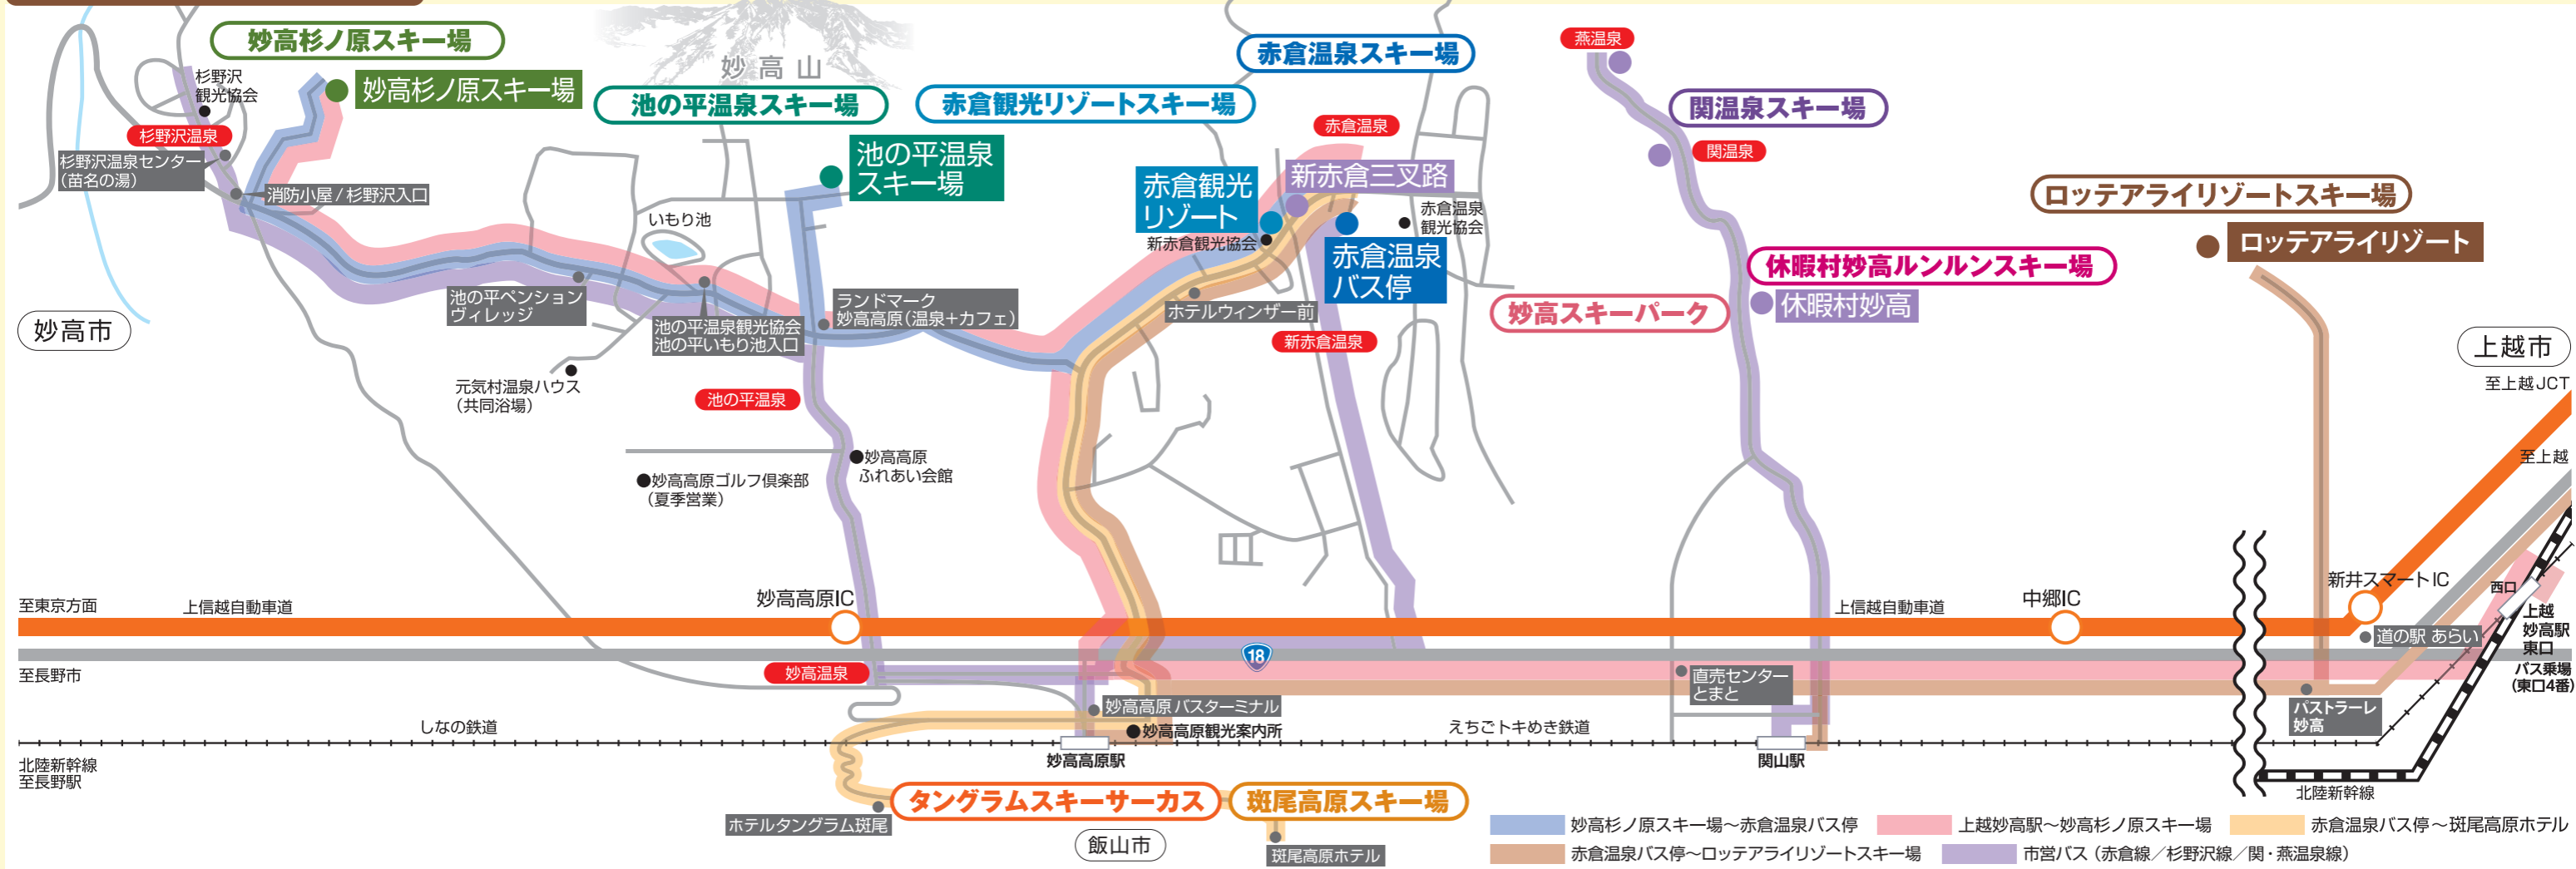 妙高杉ノ原スキー場
妙高杉ノ原スキー場
杉野沢
観光協会
杉野沢温泉
杉野沢温泉センター
(苗名の湯)
消防小屋 / 杉野沢入口
妙高市
妙高山
池の平温泉スキー場
池の平温泉
スキー場
いもり池
池の平ペンション
ヴィレッジ
池の平温泉観光協会
池の平いもり池入口
ランドマーク
妙高高原(温泉+カフェ)
元気村温泉ハウス
(共同浴場)
池の平温泉
妙高高原ゴルフ倶楽部
(夏季営業)
妙高高原
ふれあい会館
赤倉観光リゾートスキー場
赤倉観光
リゾート
新赤倉観光協会
赤倉温泉スキー場
赤倉温泉
新赤倉三叉路
赤倉温泉
観光協会
赤倉温泉
バス停
ホテルウィンザー前
新赤倉温泉
燕温泉
関温泉スキー場
関温泉
休暇村妙高ルンルンスキー場
休暇村妙高
妙高スキーパーク
ロッテアライリゾートスキー場
ロッテアライリゾート
上越市
至上越JCT
至上越
至東京方面
上信越自動車道
妙高高原IC
上信越自動車道
中郷IC
新井スマートIC
西口
上越
妙高駅
東口
バス乗場
(東口4番)
道の駅 あらい
至長野市
18
妙高温泉
直売センター
とまと
パストラーレ
妙高
妙高高原バスターミナル
妙高高原観光案内所
しなの鉄道
えちごトキめき鉄道
妙高高原駅
関山駅
北陸新幹線
至長野駅
北陸新幹線
タングラムスキーサーカス
斑尾高原スキー場
ホテルタングラム斑尾
飯山市
斑尾高原ホテル
妙高杉ノ原スキー場～赤倉温泉バス停
上越妙高駅～妙高杉ノ原スキー場
赤倉温泉バス停～斑尾高原ホテル
赤倉温泉バス停～ロッテアライリゾートスキー場
市営バス (赤倉線／杉野沢線／関・燕温泉線)